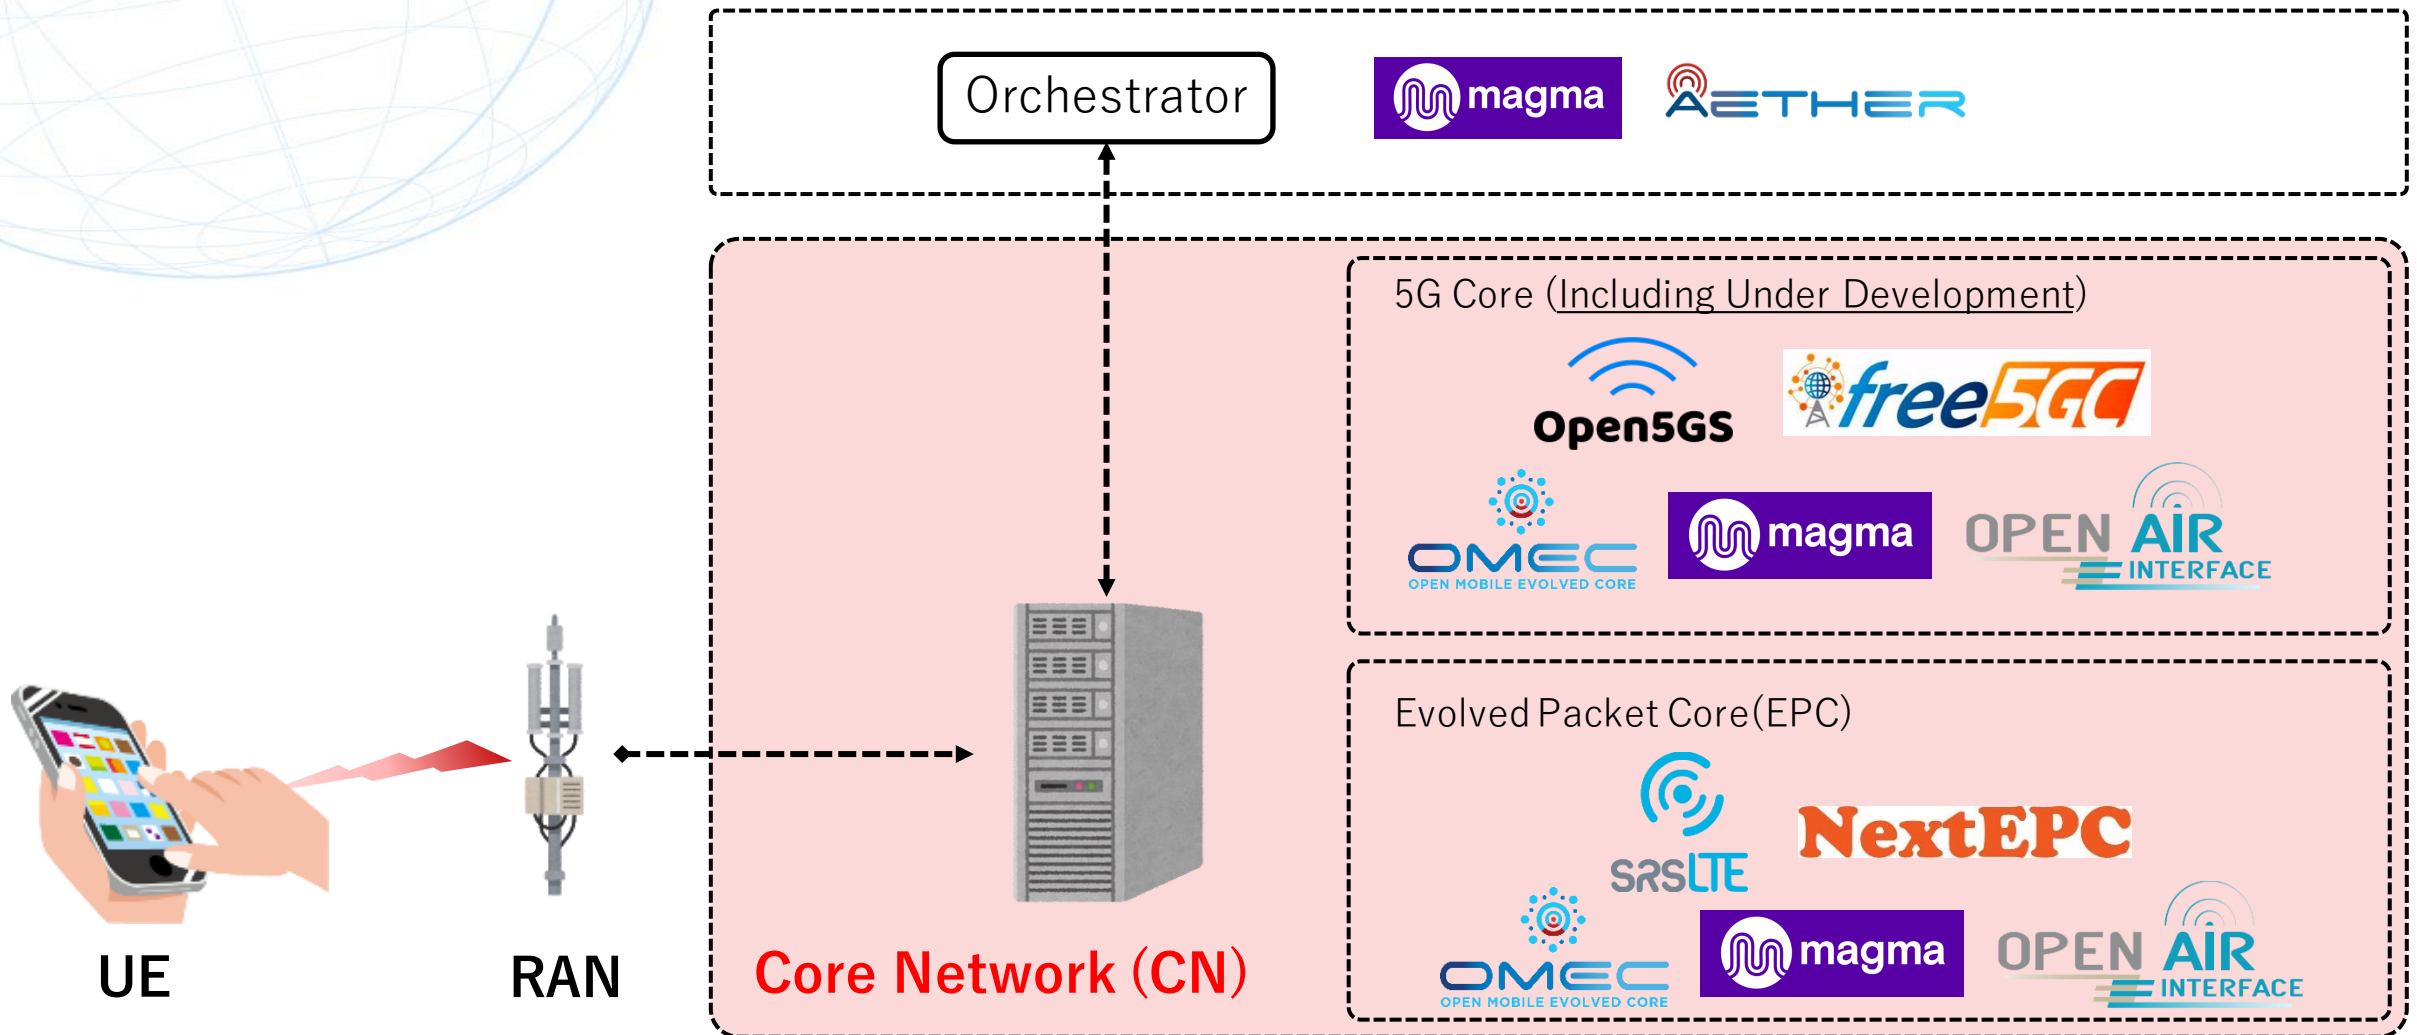 Orchestrator
magma
AETHER
5G Core (Including Under Development)
Open5GS
free5GC
OMEC
OPEN MOBILE EVOLVED CORE
magma
OPEN AIR
INTERFACE
Evolved Packet Core(EPC)
SRSLTE
NextEPC
OMEC
OPEN MOBILE EVOLVED CORE
magma
OPEN AIR
INTERFACE
UE
RAN
Core Network (CN)